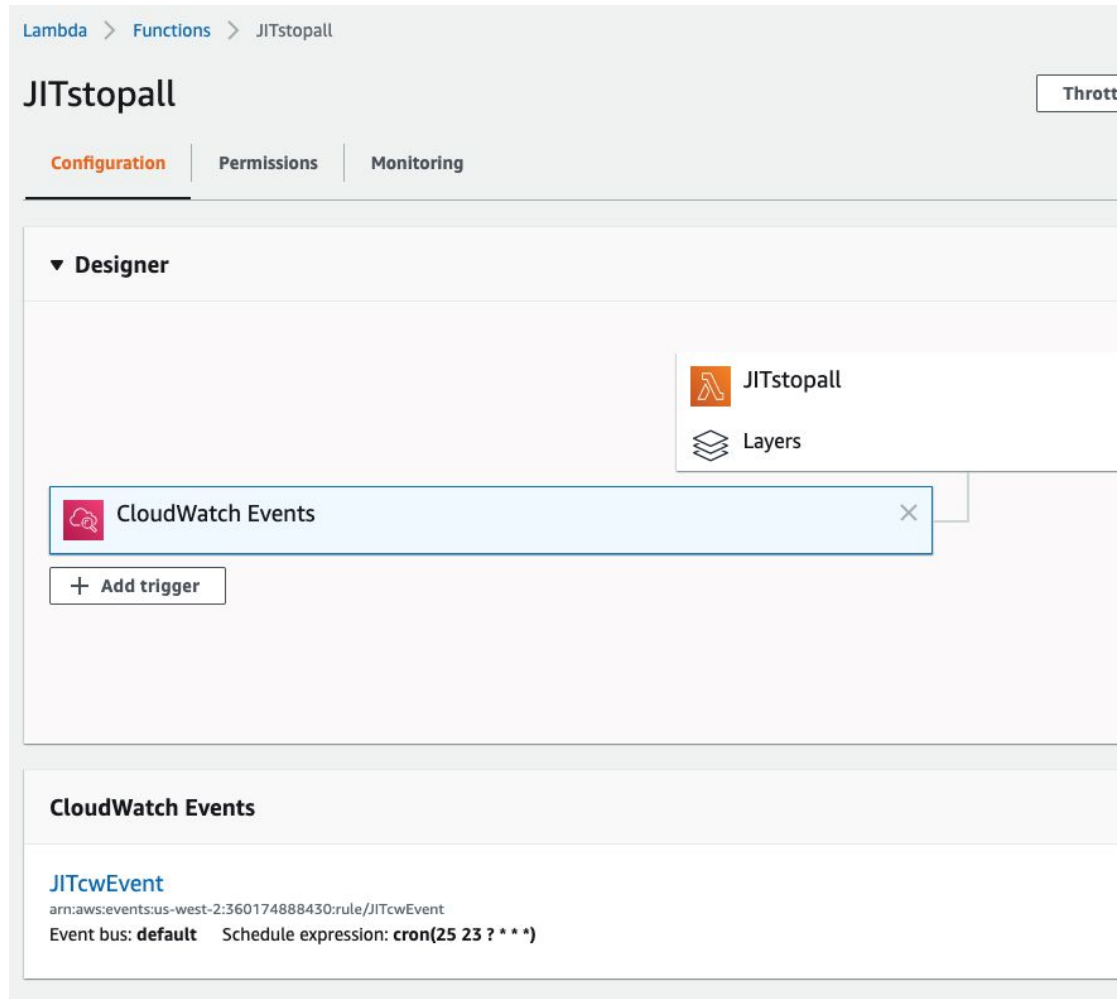 Lambda > Functions > JITstopall
JITstopall
Thrott
Configuration Permissions Monitoring
▼ Designer
JITstopall
Layers
CloudWatch Events ×
+ Add trigger
CloudWatch Events
JITcwEvent
arn:aws:events:us-west-2:360174888430:rule/JITcwEvent
Event bus: default Schedule expression: cron(25 23 ? * * *)